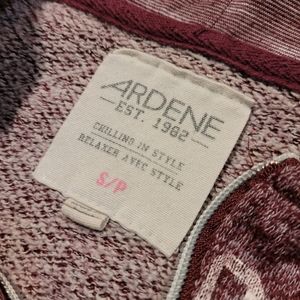 ARDENE
EST. 1982
CHILLING IN STYLE
RELAXER AVEC STYLE
S/P